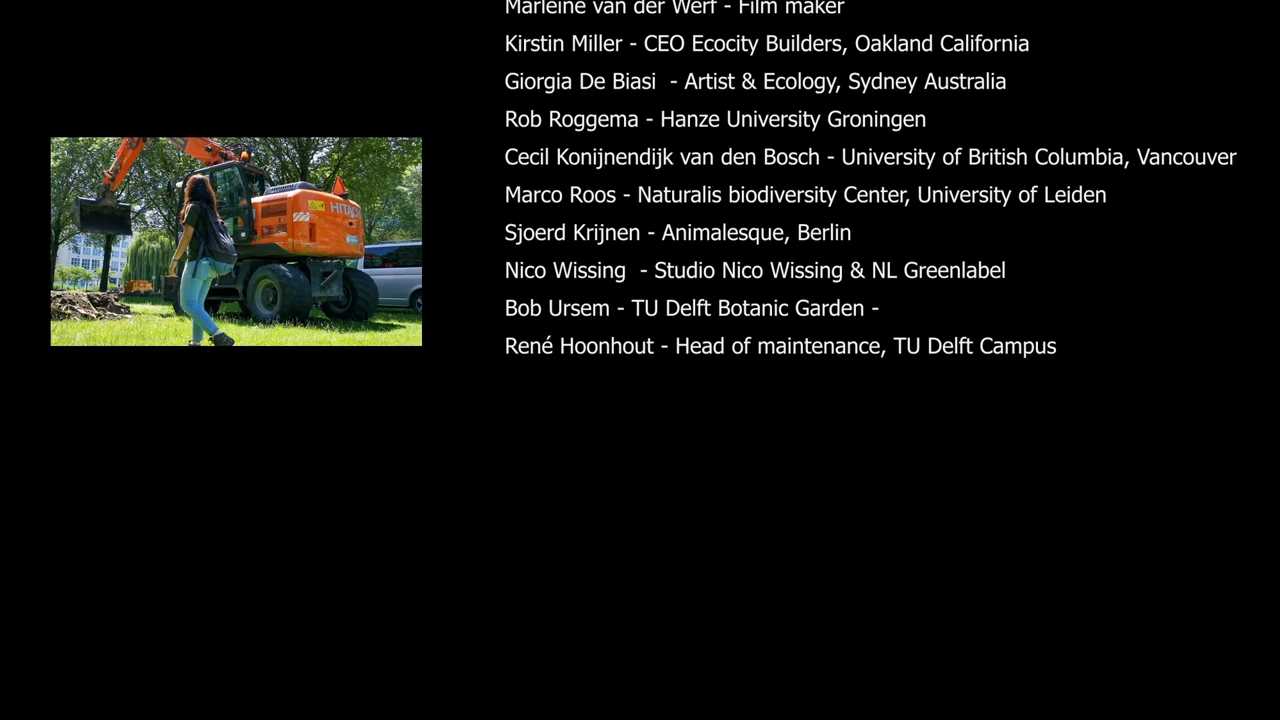 Marleine van der Werf - Film maker
Kirstin Miller - CEO Ecocity Builders, Oakland California
Giorgia De Biasi  - Artist & Ecology, Sydney Australia
Rob Roggema - Hanze University Groningen
Cecil Konijnendijk van den Bosch - University of British Columbia, Vancouver
Marco Roos - Naturalis biodiversity Center, University of Leiden
Sjoerd Krijnen - Animalesque, Berlin
Nico Wissing  - Studio Nico Wissing & NL Greenlabel
Bob Ursem - TU Delft Botanic Garden -
René Hoonhout - Head of maintenance, TU Delft Campus
HITACHI